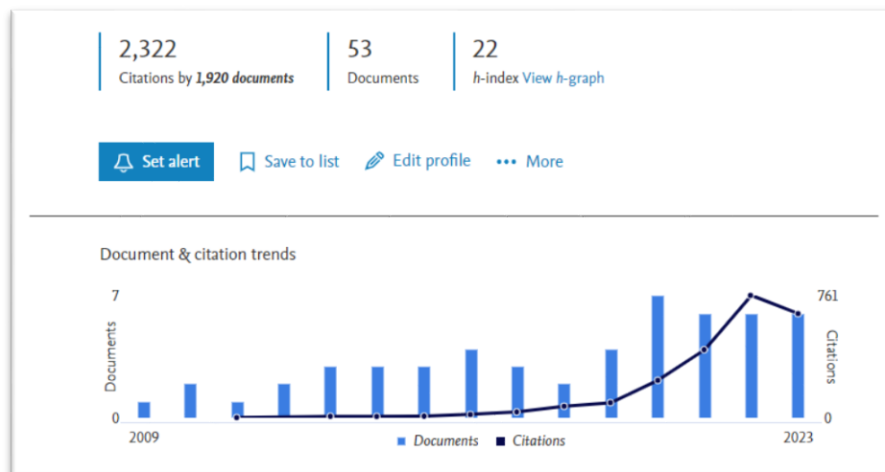 2,322
Citations by 1,920 documents
53
Documents
22
h-index View h-graph
Set alert
Save to list
Edit profile
More
Document & citation trends
7
Documents
0
761
Citations
0
2009
2023
Documents
Citations